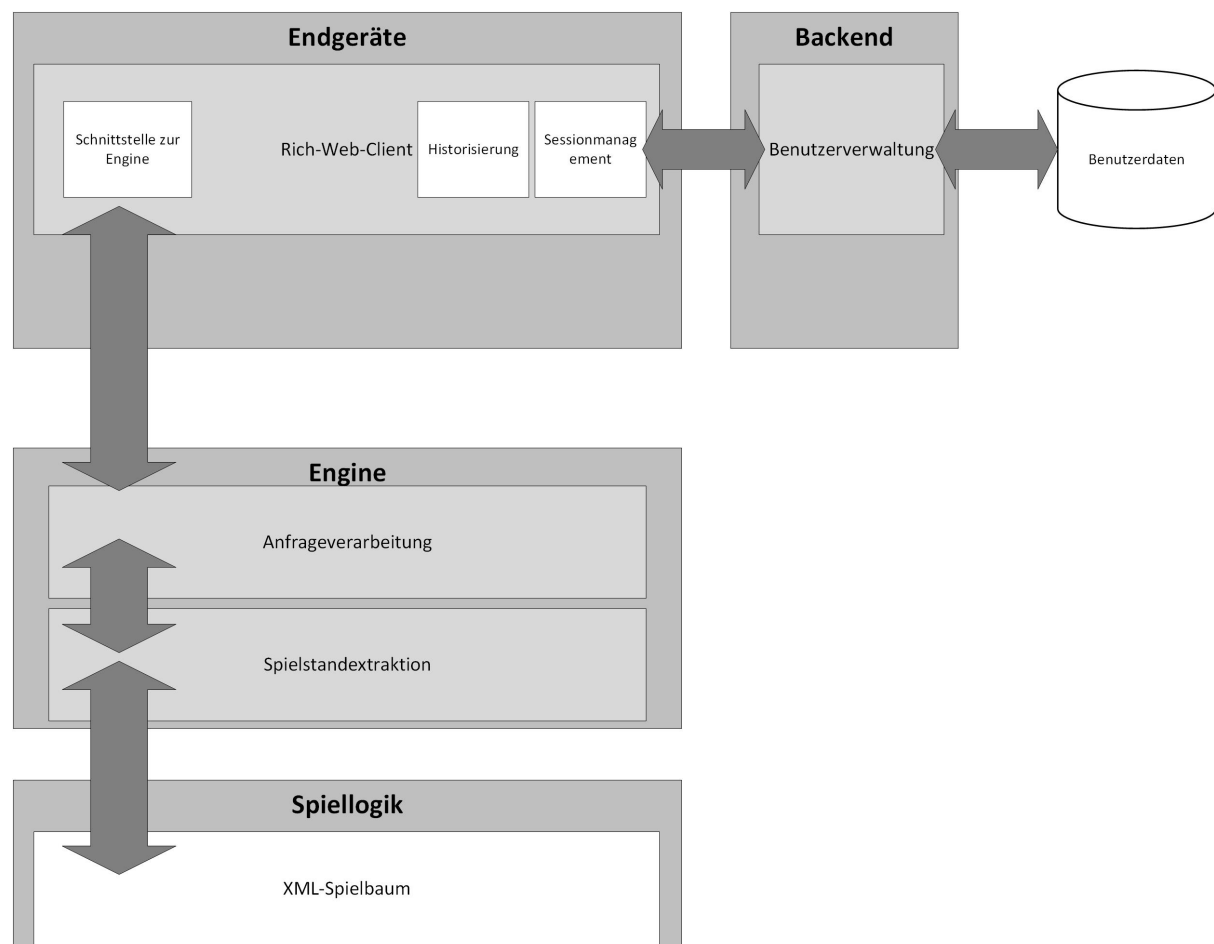 Endgeräte
Backend
Schnittstelle zur
Engine
Rich-Web-Client
Historisierung
Sessionmanag
ement
Benutzerverwaltung
Benutzerdaten
Engine
Anfrageverarbeitung
Spielstandextraktion
Spiellogik
XML-Spielbaum